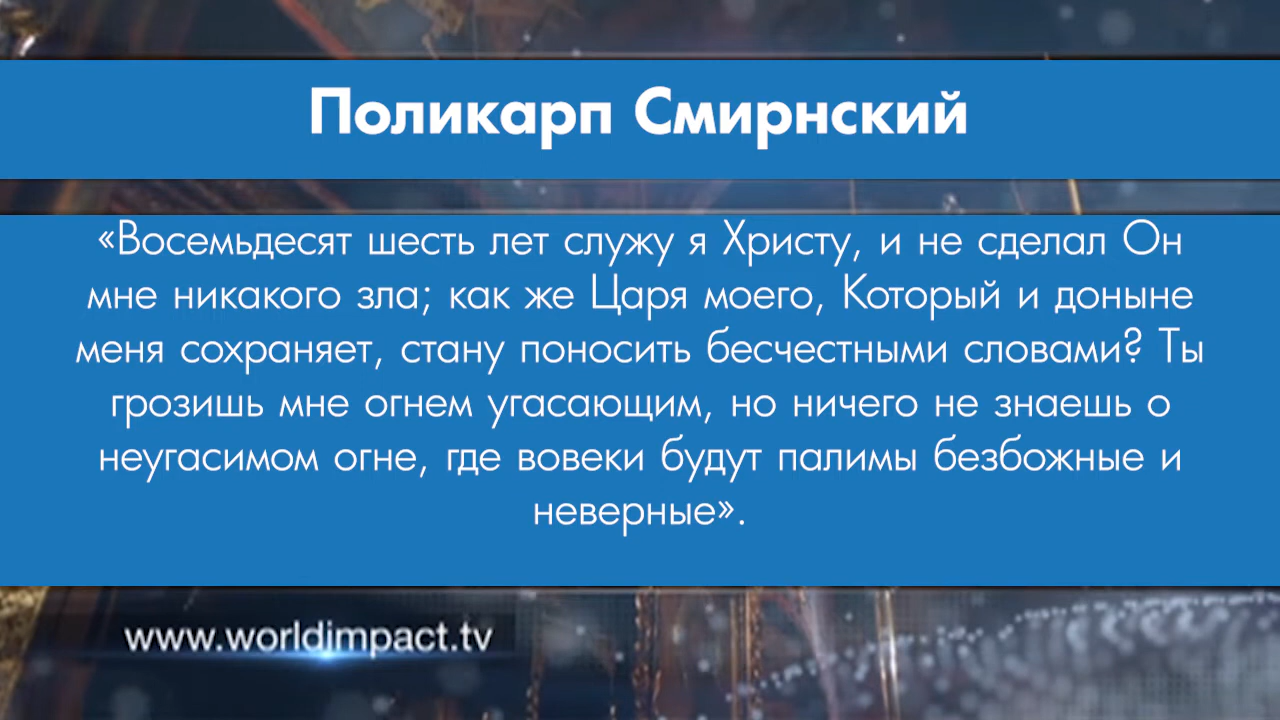 Поликарп Смирнский
«Восемьдесят шесть лет служу я Христу, и не сделал Он
мне никакого зла; как же Царя моего, Который и доныне
меня сохраняет, стану поносить бесчестными словами? Ты
грозишь мне огнем угасающим, но ничего не знаешь о
неугасимом огне, где вовеки будут палимы безбожные и
неверные».
www.worldimpact.tv